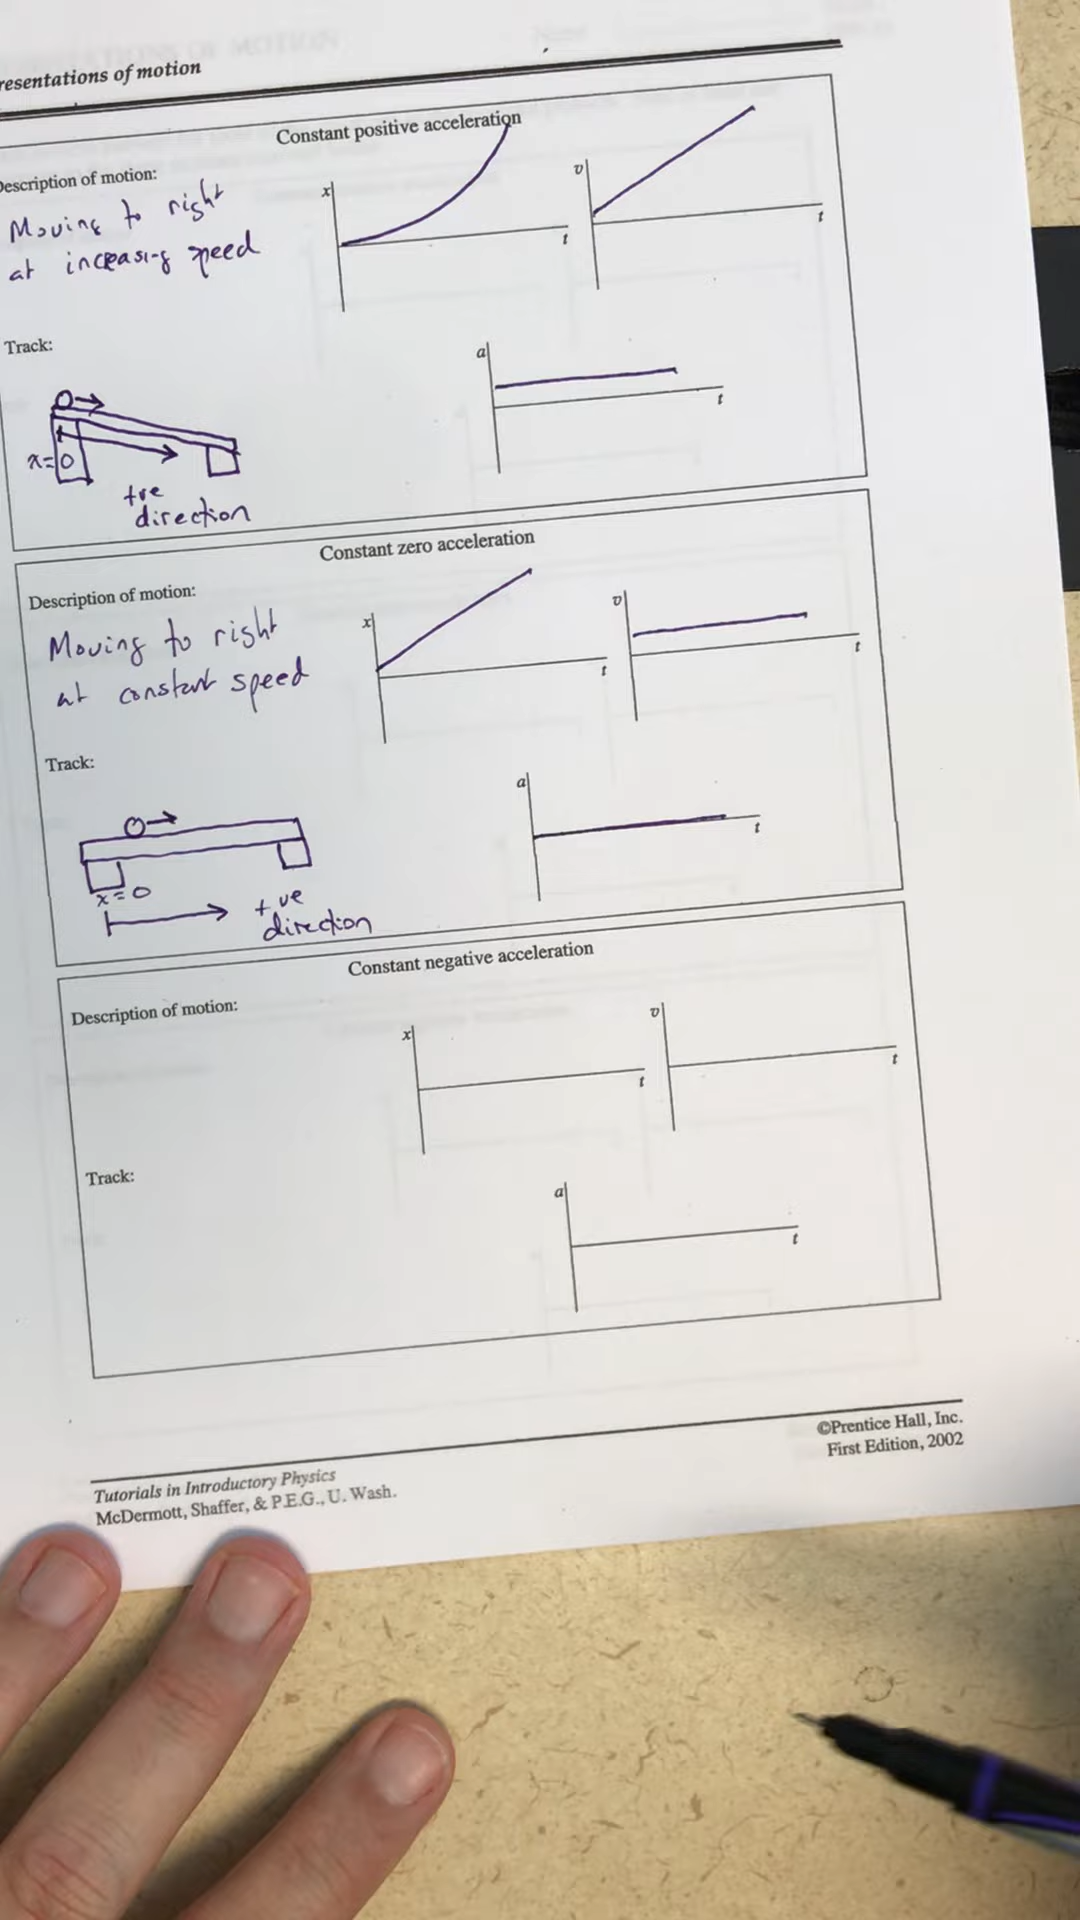 resentations of motion
Constant positive acceleration
Description of motion:
Moving to right
at increasing speed
x
t
v
t
Track:
a
t
x=0
+ve
direction
Constant zero acceleration
Description of motion:
Moving to right
at constant speed
x
t
v
t
Track:
a
t
x=0
+ve
direction
Constant negative acceleration
Description of motion:
x
t
v
t
Track:
a
t
Tutorials in Introductory Physics
McDermott, Shaffer, & P.E.G., U. Wash.
©Prentice Hall, Inc.
First Edition, 2002